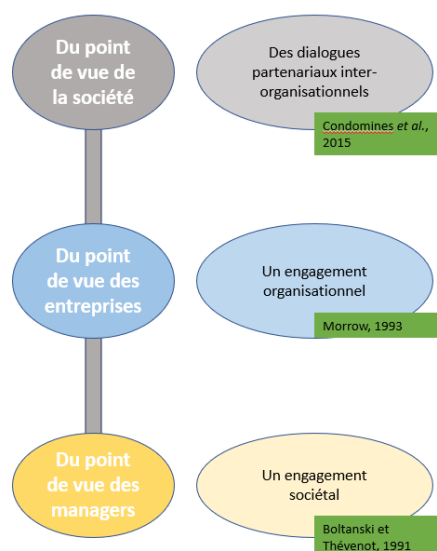 Du point
de vue de
la société
Des dialogues
partenariaux inter-
organisationnels
Condomines et al.,
2015
Du point
de vue des
entreprises
Un engagement
organisationnel
Morrow, 1993
Du point
de vue des
managers
Un engagement
sociétal
Boltanski et
Thévenot, 1991